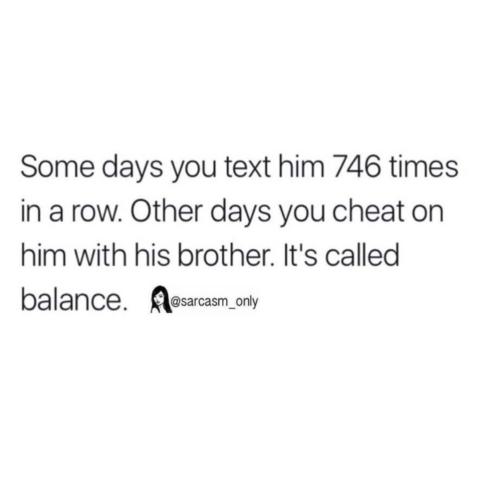 Some days you text him 746 times
in a row. Other days you cheat on
him with his brother. It's called
balance. @sarcasm_only